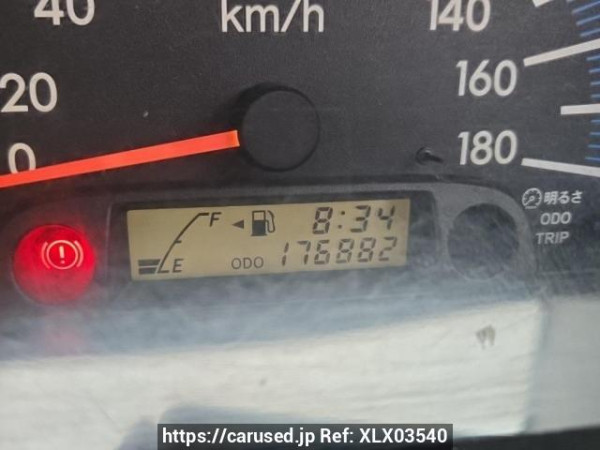 40 km/h 140
20 160
0 180
F 8:34
E ODO 176882
明るさ
ODO
TRIP
https://carused.jp Ref: XLX03540